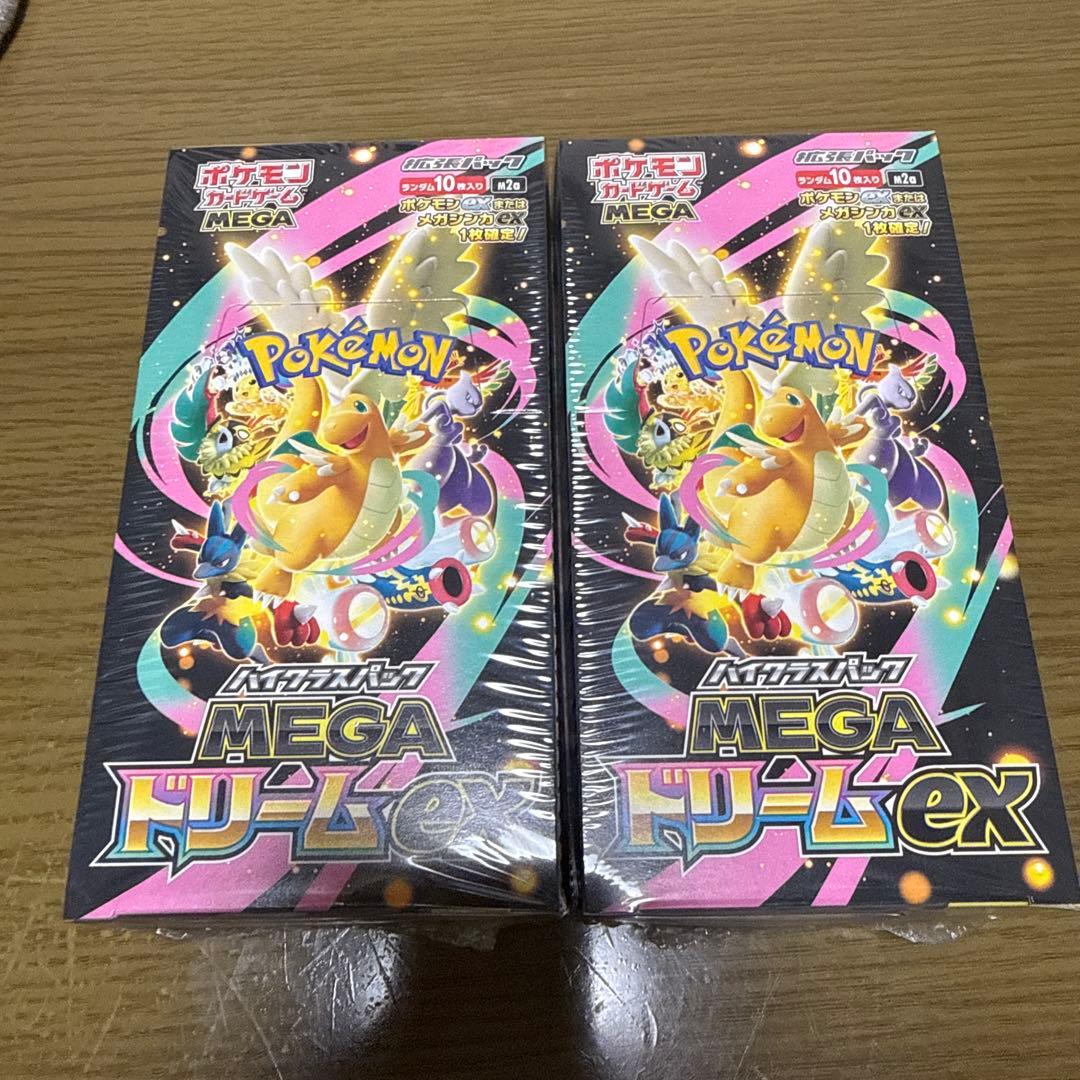 ポケモン
カードゲーム
MEGA
拡張パック
ランダム10枚入り
M2a
ポケモンexまたは
メガシンカex
1枚確定!
POKéMON
ハイクラスパック
MEGA
ドリームex
ポケモン
カードゲーム
MEGA
拡張パック
ランダム10枚入り
M2a
ポケモンexまたは
メガシンカex
1枚確定!
POKéMON
ハイクラスパック
MEGA
ドリームex